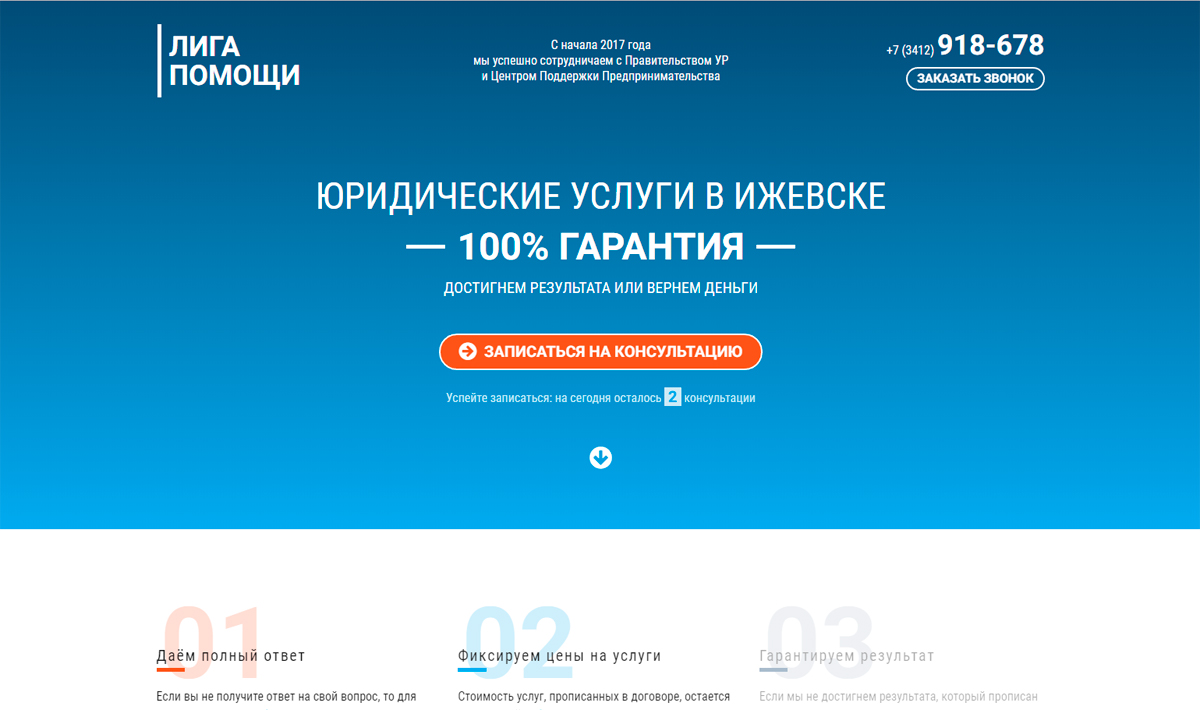 ЛИГА
ПОМОЩИ
С начала 2017 года
мы успешно сотрудничаем с Правительством УР
и Центром Поддержки Предпринимательства
+7 (3412) 918-678
ЗАКАЗАТЬ ЗВОНОК
ЮРИДИЧЕСКИЕ УСЛУГИ В ИЖЕВСКЕ
— 100% ГАРАНТИЯ —
ДОСТИГНЕМ РЕЗУЛЬТАТА ИЛИ ВЕРНЕМ ДЕНЬГИ
ЗАПИСАТЬСЯ НА КОНСУЛЬТАЦИЮ
Успейте записаться: на сегодня осталось 2 консультации
01
Даём полный ответ
Если вы не получите ответ на свой вопрос, то для
02
Фиксируем цены на услуги
Стоимость услуг, прописанных в договоре, остается
03
Гарантируем результат
Если мы не достигнем результата, который прописан